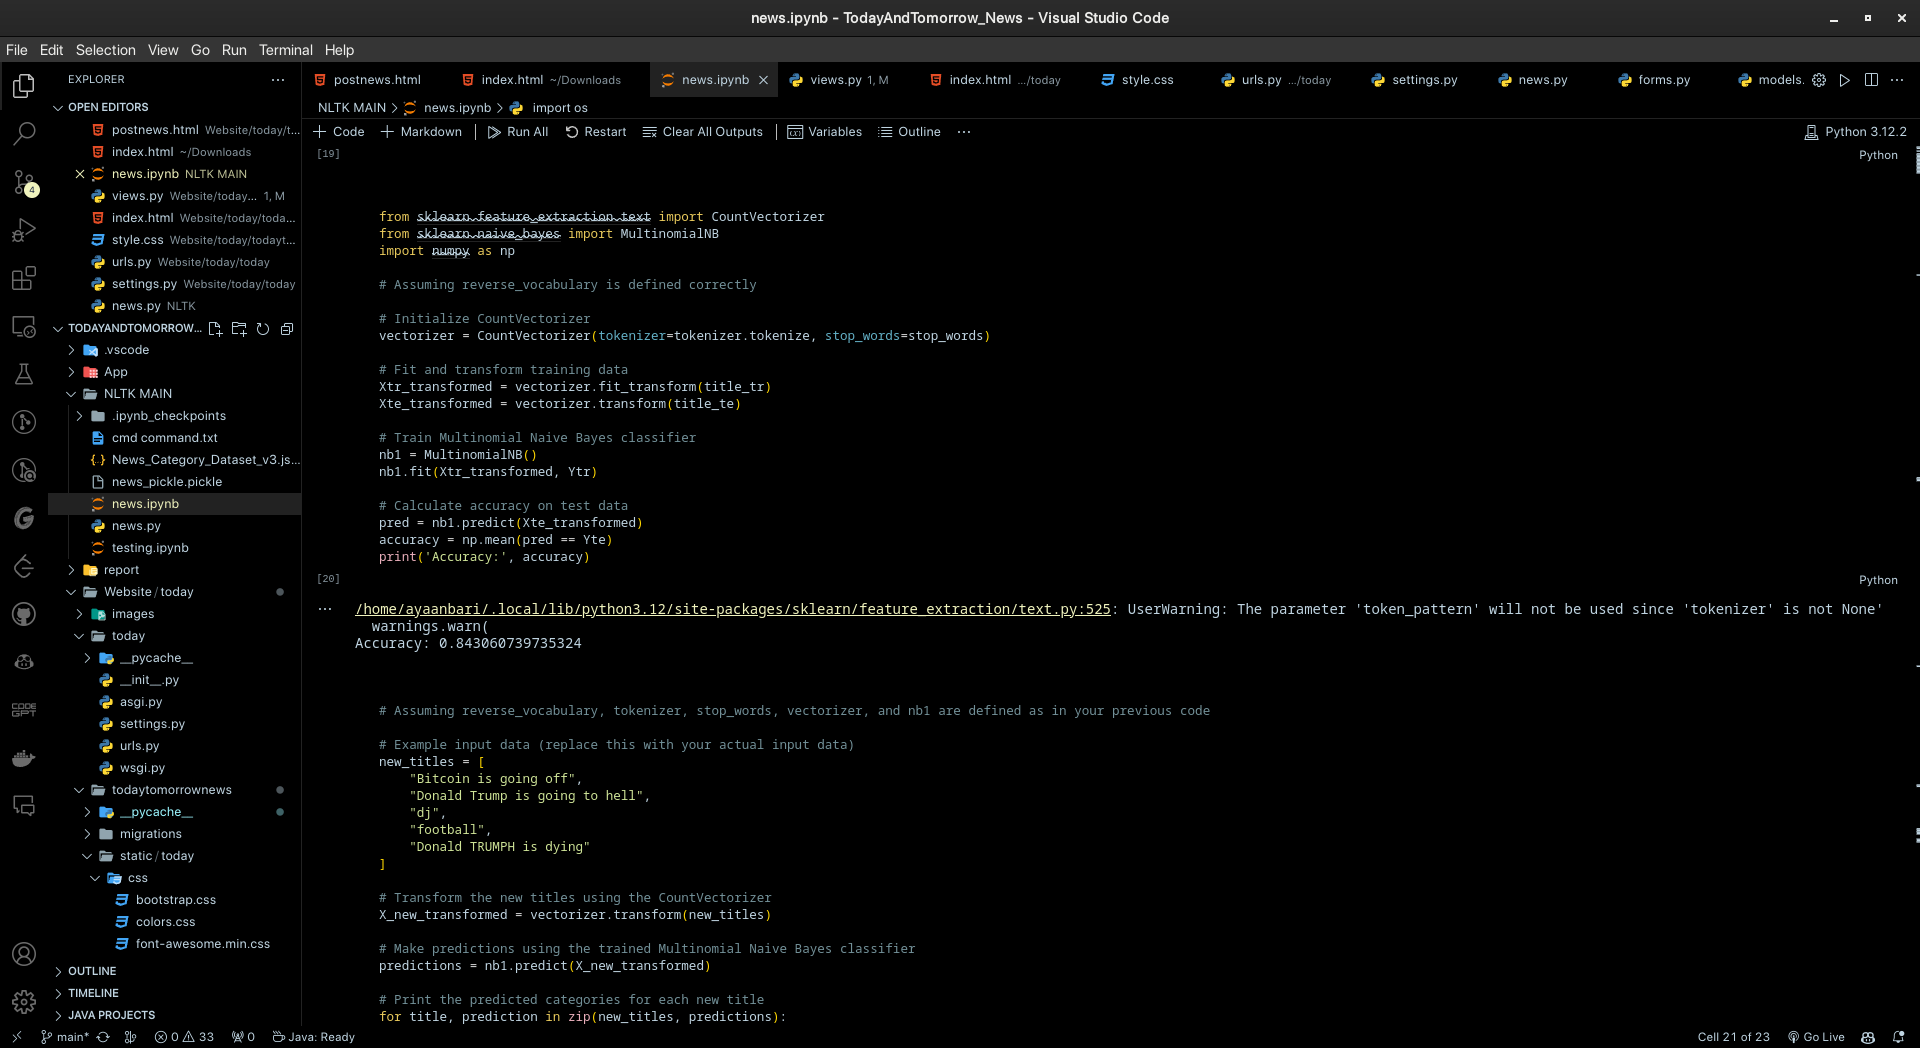 news.ipynb - TodayAndTomorrow_News - Visual Studio Code
File Edit Selection View Go Run Terminal Help
EXPLORER
OPEN EDITORS
postnews.html Website/today/t...
index.html ~/Downloads
news.ipynb NLTK MAIN
views.py Website/today... 1, M
index.html Website/today/toda...
style.css Website/today/todayt...
urls.py Website/today/today
settings.py Website/today/today
news.py NLTK
TODAYANDTOMORROW...
.vscode
App
NLTK MAIN
.ipynb_checkpoints
cmd command.txt
News_Category_Dataset_v3.js...
news_pickle.pickle
news.ipynb
news.py
testing.ipynb
report
Website / today
images
today
__pycache__
__init__.py
asgi.py
settings.py
urls.py
wsgi.py
todaytomorrownews
__pycache__
migrations
static / today
css
bootstrap.css
colors.css
font-awesome.min.css
OUTLINE
TIMELINE
JAVA PROJECTS
4
CODE
GPT
postnews.html index.html ~/Downloads news.ipynb views.py 1, M index.html .../today style.css urls.py .../today settings.py news.py forms.py models.
NLTK MAIN > news.ipynb > import os
+ Code + Markdown Run All Restart Clear All Outputs Variables Outline ... Python 3.12.2
[19] Python
from sklearn.feature_extraction.text import CountVectorizer
from sklearn.naive_bayes import MultinomialNB
import numpy as np
# Assuming reverse_vocabulary is defined correctly
# Initialize CountVectorizer
vectorizer = CountVectorizer(tokenizer=tokenizer.tokenize, stop_words=stop_words)
# Fit and transform training data
Xtr_transformed = vectorizer.fit_transform(title_tr)
Xte_transformed = vectorizer.transform(title_te)
# Train Multinomial Naive Bayes classifier
nb1 = MultinomialNB()
nb1.fit(Xtr_transformed, Ytr)
# Calculate accuracy on test data
pred = nb1.predict(Xte_transformed)
accuracy = np.mean(pred == Yte)
print('Accuracy:', accuracy)
[20] Python
... /home/ayaanbari/.local/lib/python3.12/site-packages/sklearn/feature_extraction/text.py:525: UserWarning: The parameter 'token_pattern' will not be used since 'tokenizer' is not None'
warnings.warn(
Accuracy: 0.843060739735324
# Assuming reverse_vocabulary, tokenizer, stop_words, vectorizer, and nb1 are defined as in your previous code
# Example input data (replace this with your actual input data)
new_titles = [
"Bitcoin is going off",
"Donald Trump is going to hell",
"dj",
"football",
"Donald TRUMPH is dying"
]
# Transform the new titles using the CountVectorizer
X_new_transformed = vectorizer.transform(new_titles)
# Make predictions using the trained Multinomial Naive Bayes classifier
predictions = nb1.predict(X_new_transformed)
# Print the predicted categories for each new title
for title, prediction in zip(new_titles, predictions):
main* 0 33 0 Java: Ready Cell 21 of 23 Go Live